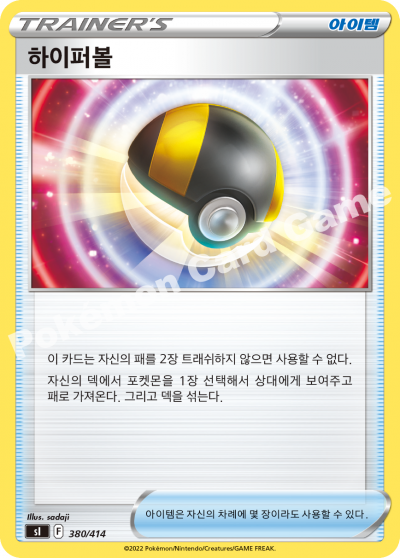 TRAINER'S 아이템
하이퍼볼
Pokémon Card Game
이 카드는 자신의 패를 2장 트래쉬하지 않으면 사용할 수 없다.
자신의 덱에서 포켓몬을 1장 선택해서 상대에게 보여주고
패로 가져온다. 그리고 덱을 섞는다.
Illus. sadaji
sI F 380/414
아이템은 자신의 차례에 몇 장이라도 사용할 수 있다.
©2022 Pokémon/Nintendo/Creatures/GAME FREAK.